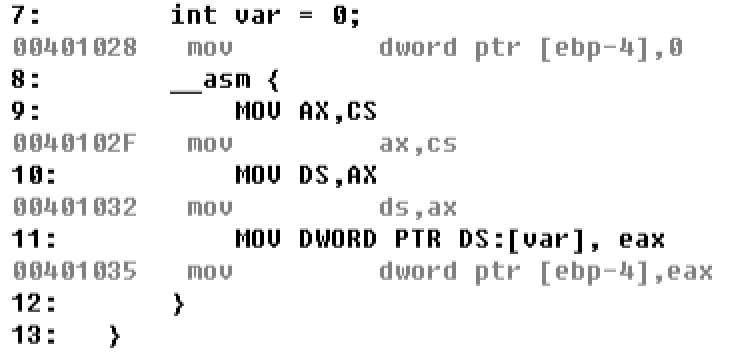 7:         int var = 0;
00401028   mov         dword ptr [ebp-4],0
8:         __asm {
9:             MOV AX,CS
0040102F   mov         ax,cs
10:            MOV DS,AX
00401032   mov         ds,ax
11:            MOV DWORD PTR DS:[var], eax
00401035   mov         dword ptr [ebp-4],eax
12:        }
13:    }